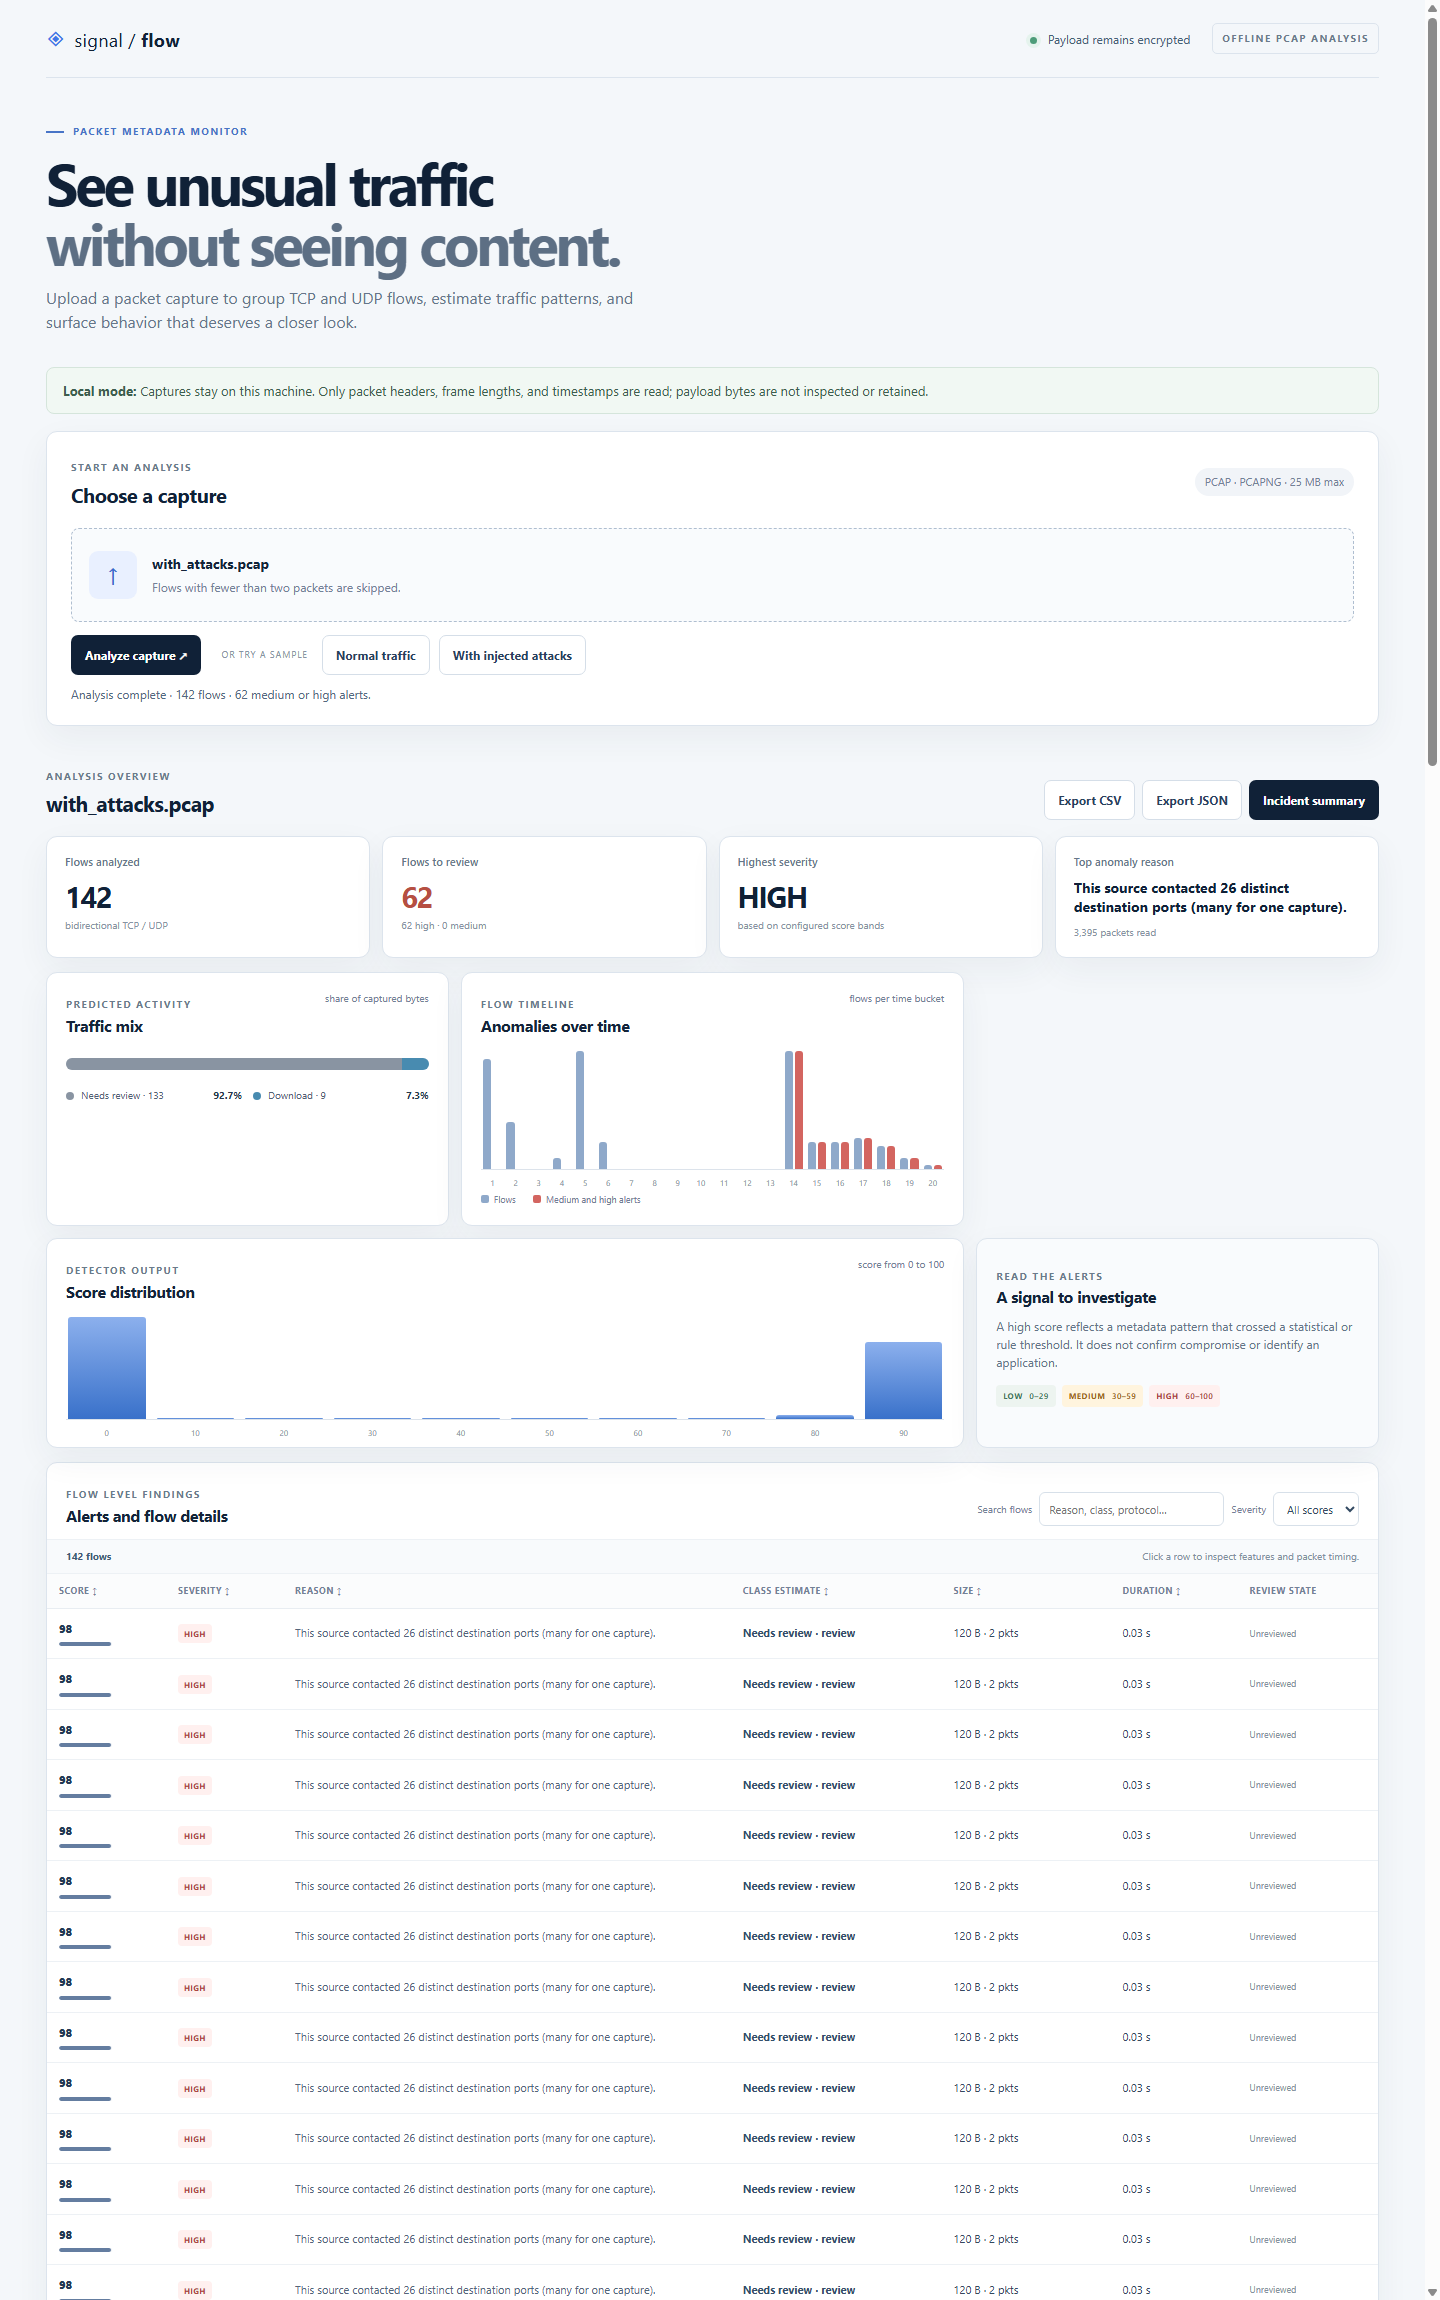 signal / flow
Payload remains encrypted
OFFLINE PCAP ANALYSIS
PACKET METADATA MONITOR
See unusual traffic
without seeing content.
Upload a packet capture to group TCP and UDP flows, estimate traffic patterns, and
surface behavior that deserves a closer look.
Local mode: Captures stay on this machine. Only packet headers, frame lengths, and timestamps are read; payload bytes are not inspected or retained.
START AN ANALYSIS
Choose a capture
PCAP · PCAPNG · 25 MB max
↑
with_attacks.pcap
Flows with fewer than two packets are skipped.
Analyze capture ↗
OR TRY A SAMPLE
Normal traffic
With injected attacks
Analysis complete · 142 flows · 62 medium or high alerts.
ANALYSIS OVERVIEW
with_attacks.pcap
Export CSV
Export JSON
Incident summary
Flows analyzed
142
bidirectional TCP / UDP
Flows to review
62
62 high · 0 medium
Highest severity
HIGH
based on configured score bands
Top anomaly reason
This source contacted 26 distinct
destination ports (many for one capture).
3,395 packets read
PREDICTED ACTIVITY
Traffic mix
share of captured bytes
Needs review · 133 92.7%
Download · 9 7.3%
FLOW TIMELINE
Anomalies over time
flows per time bucket
1 2 3 4 5 6 7 8 9 10 11 12 13 14 15 16 17 18 19 20
Flows
Medium and high alerts
DETECTOR OUTPUT
Score distribution
score from 0 to 100
0 10 20 30 40 50 60 70 80 90
READ THE ALERTS
A signal to investigate
A high score reflects a metadata pattern that crossed a statistical or
rule threshold. It does not confirm compromise or identify an
application.
LOW 0–29
MEDIUM 30–59
HIGH 60–100
FLOW LEVEL FINDINGS
Alerts and flow details
Search flows
Reason, class, protocol...
Severity
All scores
142 flows
Click a row to inspect features and packet timing.
SCORE ↕ SEVERITY ↕ REASON ↕ CLASS ESTIMATE ↕ SIZE ↕ DURATION ↕ REVIEW STATE
98 HIGH This source contacted 26 distinct destination ports (many for one capture). Needs review · review 120 B · 2 pkts 0.03 s Unreviewed
98 HIGH This source contacted 26 distinct destination ports (many for one capture). Needs review · review 120 B · 2 pkts 0.03 s Unreviewed
98 HIGH This source contacted 26 distinct destination ports (many for one capture). Needs review · review 120 B · 2 pkts 0.03 s Unreviewed
98 HIGH This source contacted 26 distinct destination ports (many for one capture). Needs review · review 120 B · 2 pkts 0.03 s Unreviewed
98 HIGH This source contacted 26 distinct destination ports (many for one capture). Needs review · review 120 B · 2 pkts 0.03 s Unreviewed
98 HIGH This source contacted 26 distinct destination ports (many for one capture). Needs review · review 120 B · 2 pkts 0.03 s Unreviewed
98 HIGH This source contacted 26 distinct destination ports (many for one capture). Needs review · review 120 B · 2 pkts 0.03 s Unreviewed
98 HIGH This source contacted 26 distinct destination ports (many for one capture). Needs review · review 120 B · 2 pkts 0.03 s Unreviewed
98 HIGH This source contacted 26 distinct destination ports (many for one capture). Needs review · review 120 B · 2 pkts 0.03 s Unreviewed
98 HIGH This source contacted 26 distinct destination ports (many for one capture). Needs review · review 120 B · 2 pkts 0.03 s Unreviewed
98 HIGH This source contacted 26 distinct destination ports (many for one capture). Needs review · review 120 B · 2 pkts 0.03 s Unreviewed
98 HIGH This source contacted 26 distinct destination ports (many for one capture). Needs review · review 120 B · 2 pkts 0.03 s Unreviewed
98 HIGH This source contacted 26 distinct destination ports (many for one capture). Needs review · review 120 B · 2 pkts 0.03 s Unreviewed
98 HIGH This source contacted 26 distinct destination ports (many for one capture). Needs review · review 120 B · 2 pkts 0.03 s Unreviewed